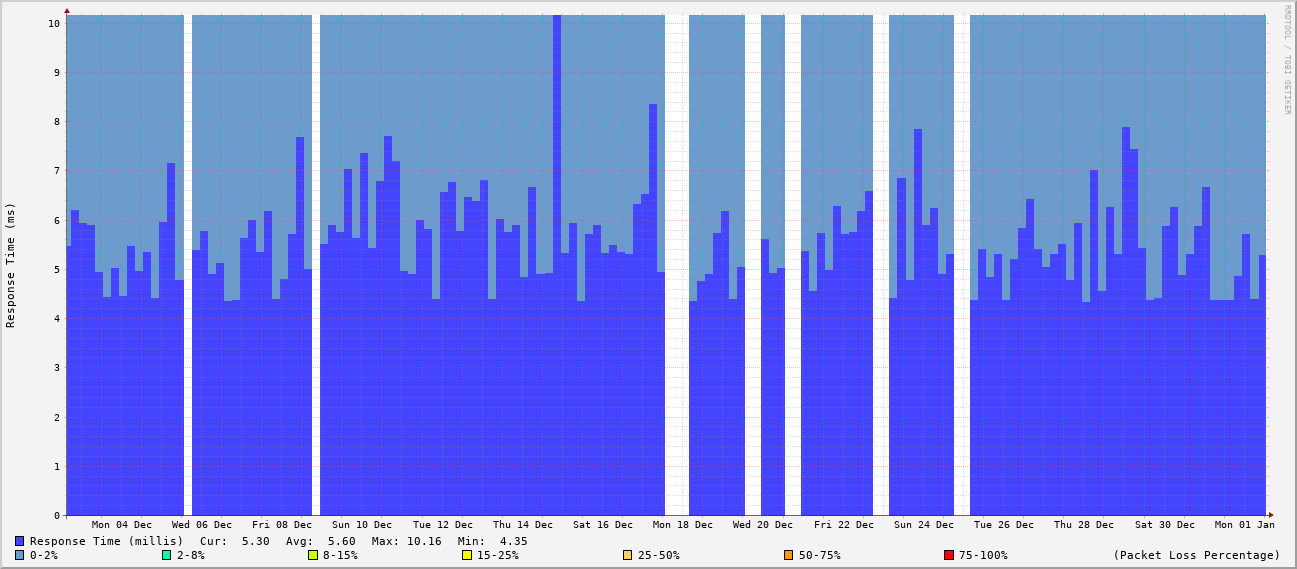 RRDTOOL / TOBI OETIKER
Response Time (ms)
10
9
8
7
6
5
4
3
2
1
0
Mon 04 Dec Wed 06 Dec Fri 08 Dec Sun 10 Dec Tue 12 Dec Thu 14 Dec Sat 16 Dec Mon 18 Dec Wed 20 Dec Fri 22 Dec Sun 24 Dec Tue 26 Dec Thu 28 Dec Sat 30 Dec Mon 01 Jan
Response Time (millis) Cur: 5.30 Avg: 5.60 Max: 10.16 Min: 4.35
0-2% 2-8% 8-15% 15-25% 25-50% 50-75% 75-100% (Packet Loss Percentage)